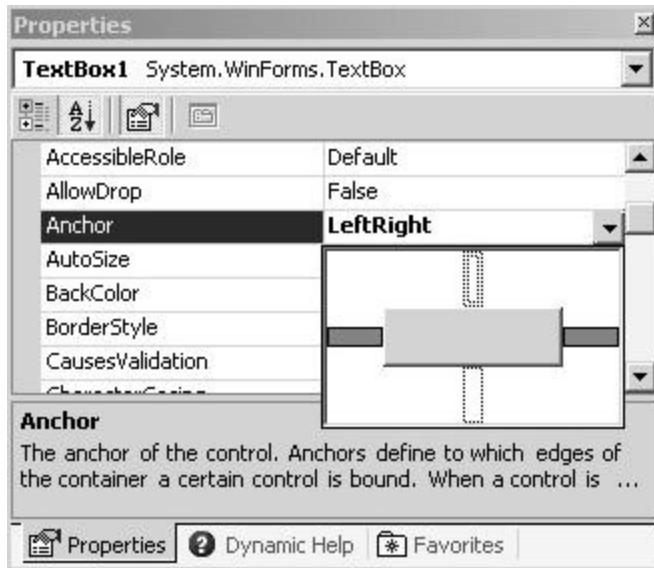 Properties
TextBox1 System.WinForms.TextBox
AccessibleRole Default
AllowDrop False
Anchor LeftRight
AutoSize
BackColor
BorderStyle
CausesValidation
CharacterCasing
Anchor
The anchor of the control. Anchors define to which edges of
the container a certain control is bound. When a control is ...
Properties Dynamic Help Favorites